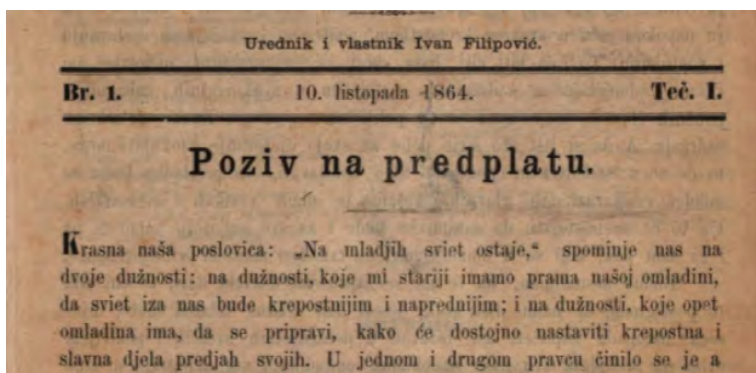 Urednik i vlastnik Ivan Filipović.
Br. 1. 10. listopada 1864. Teč. I.
Poziv na predplatu.
Krasna naša poslovica: „Na mladjih sviet ostaje,“ spominje nas na
dvoje dužnosti: na dužnosti, koje mi stariji imamo prama našoj omladini,
da sviet iza nas bude krepostnijim i naprednijim; i na dužnosti, koje opet
omladina ima, da se pripravi, kako će dostojno nastaviti krepostna i
slavna djela predjah svojih. U jednom i drugom pravcu činilo se je a